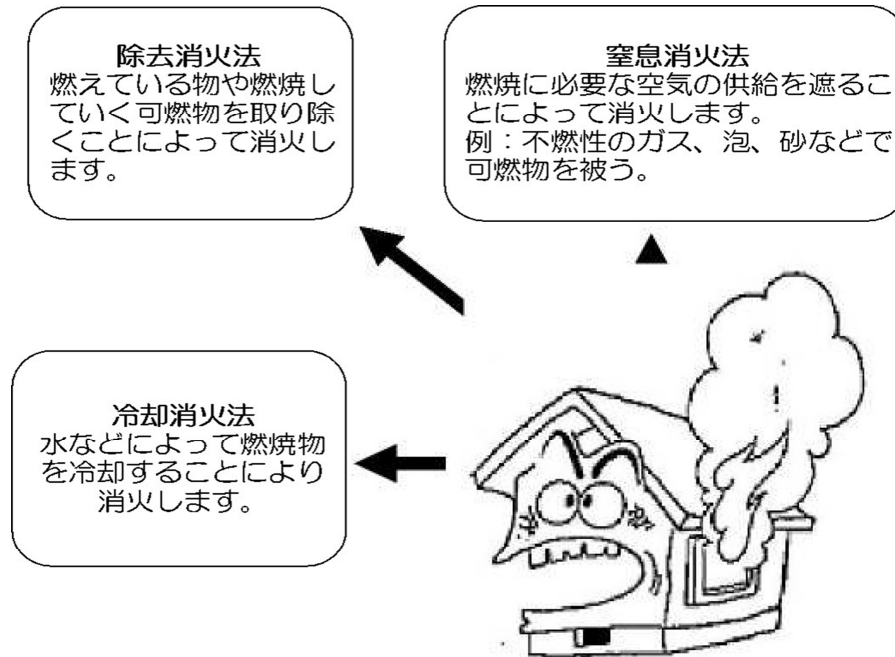 除去消火法
燃えている物や燃焼し
ていく可燃物を取り除
くことによって消火し
ます。
窒息消火法
燃焼に必要な空気の供給を遮るこ
とによって消火します。
例：不燃性のガス、泡、砂などで
可燃物を被う。
冷却消火法
水などによって燃焼物
を冷却することにより
消火します。